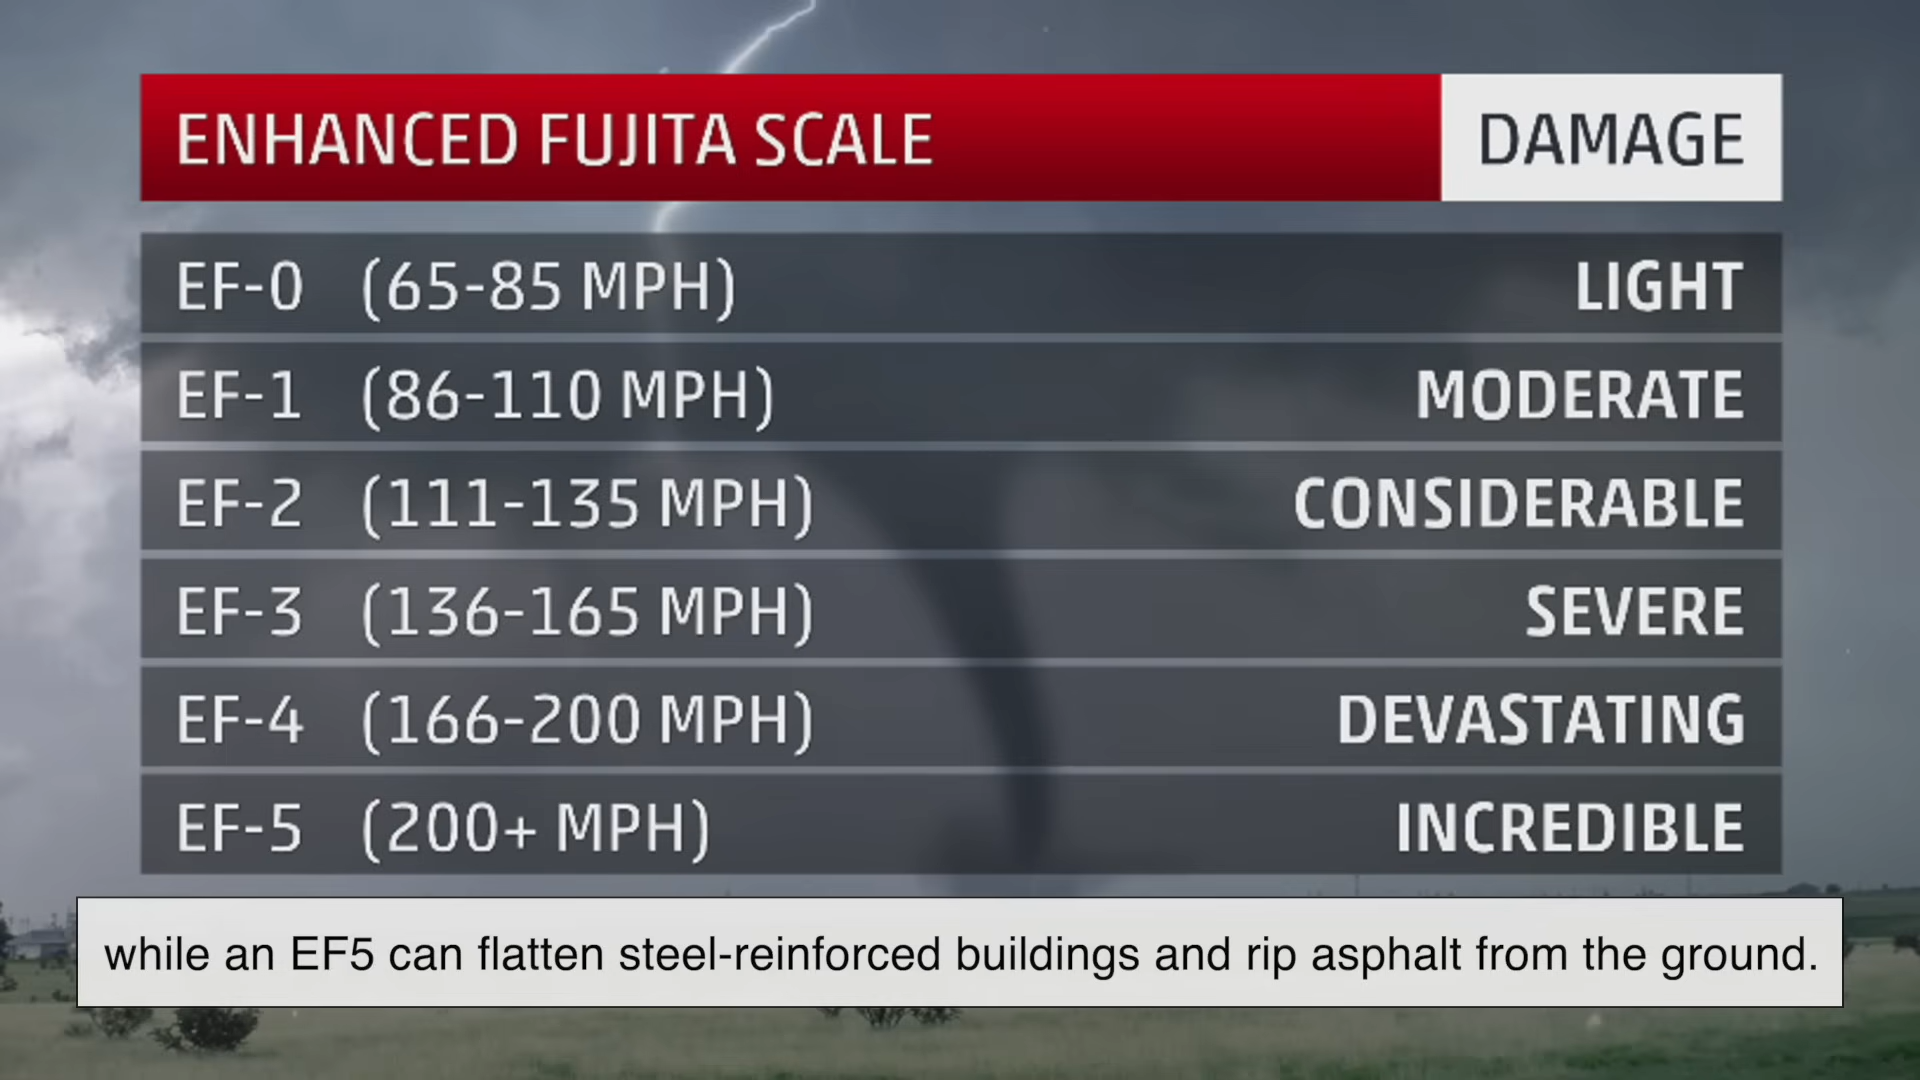 ENHANCED FUJITA SCALE DAMAGE
EF-0 (65-85 MPH) LIGHT
EF-1 (86-110 MPH) MODERATE
EF-2 (111-135 MPH) CONSIDERABLE
EF-3 (136-165 MPH) SEVERE
EF-4 (166-200 MPH) DEVASTATING
EF-5 (200+ MPH) INCREDIBLE
while an EF5 can flatten steel-reinforced buildings and rip asphalt from the ground.